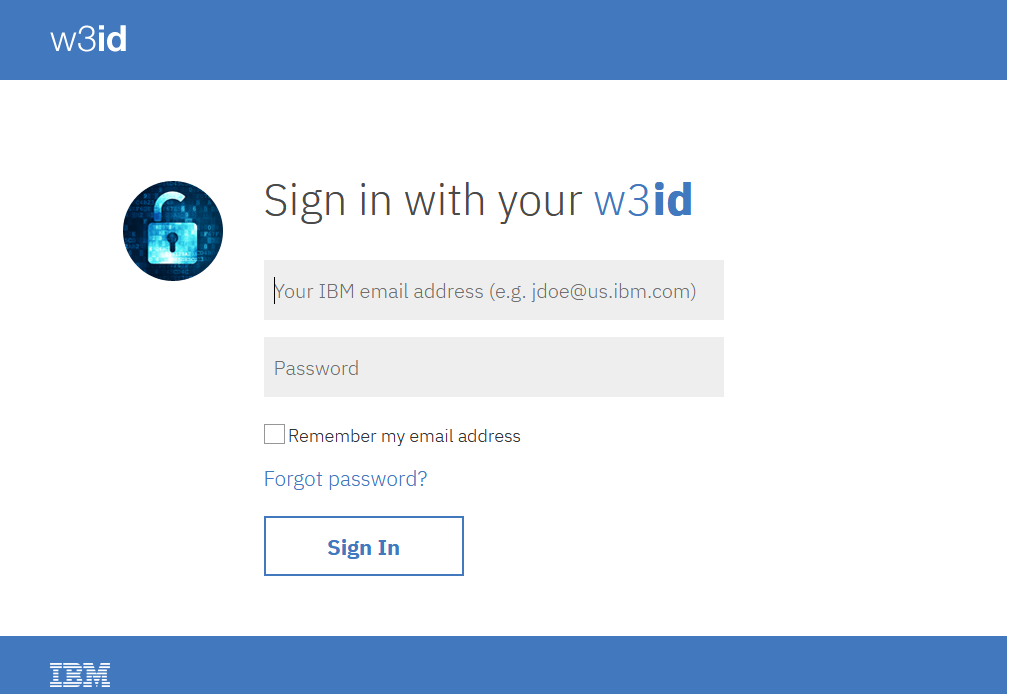 w3id
Sign in with your w3id
Your IBM email address (e.g. jdoe@us.ibm.com)
Password
Remember my email address
Forgot password?
Sign In
IBM